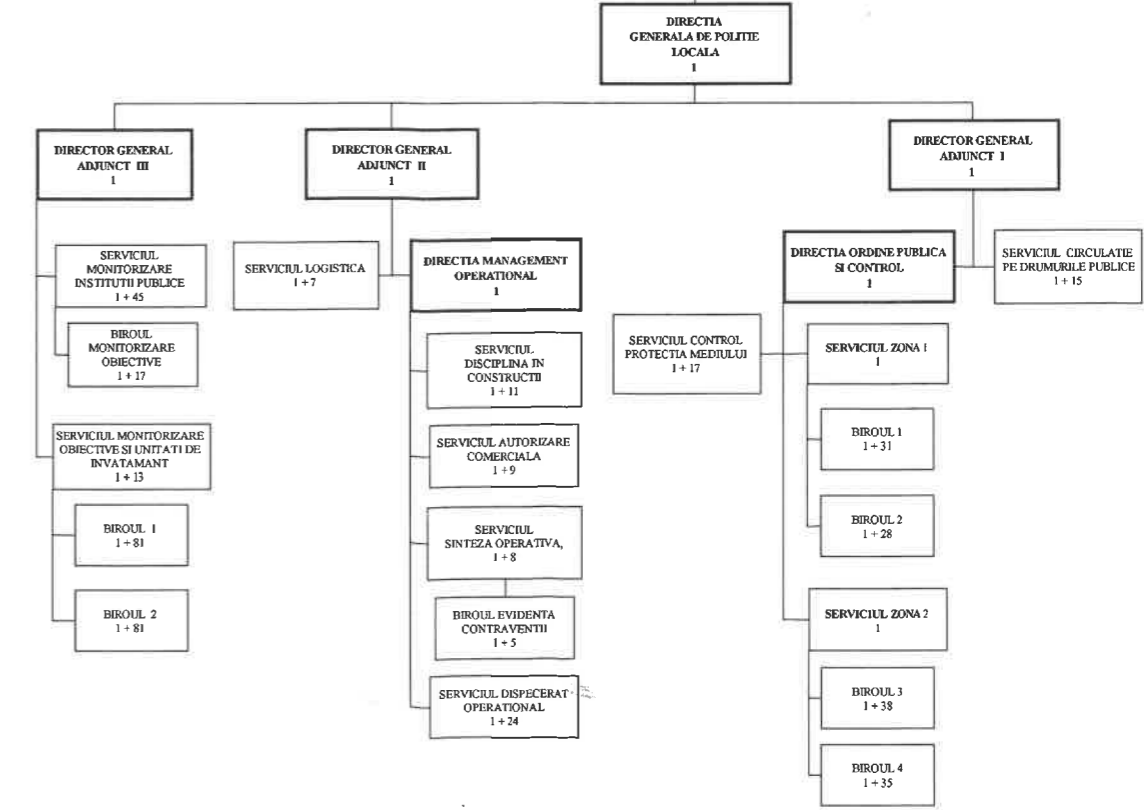 DIRECTIA
GENERALA DE POLITIE
LOCALA
1
DIRECTOR GENERAL
ADJUNCT III
1
DIRECTOR GENERAL
ADJUNCT II
1
DIRECTOR GENERAL
ADJUNCT I
1
SERVICIUL
MONITORIZARE
INSTITUTII PUBLICE
1 + 45
BIROUL
MONITORIZARE
OBIECTIVE
1 + 17
SERVICIUL MONITORIZARE
OBIECTIVE SI UNITATI DE
INVATAMANT
1 + 13
BIROUL 1
1 + 81
BIROUL 2
1 + 81
SERVICIUL LOGISTICA
1 + 7
DIRECTIA MANAGEMENT
OPERATIONAL
1
SERVICIUL
DISCIPLINA IN
CONSTRUCTII
1 + 11
SERVICIUL AUTORIZARE
COMERCIALA
1 + 9
SERVICIUL
SINTEZA OPERATIVA,
1 + 8
BIROUL EVIDENTA
CONTRAVENTII
1 + 5
SERVICIUL DISPECERAT
OPERATIONAL
1 + 24
DIRECTIA ORDINE PUBLICA
SI CONTROL
1
SERVICIUL CIRCULATIE
PE DRUMURILE PUBLICE
1 + 15
SERVICIUL CONTROL
PROTECTIA MEDIULUI
1 + 17
SERVICIUL ZONA 1
1
BIROUL 1
1 + 31
BIROUL 2
1 + 28
SERVICIUL ZONA 2
1
BIROUL 3
1 + 38
BIROUL 4
1 + 35